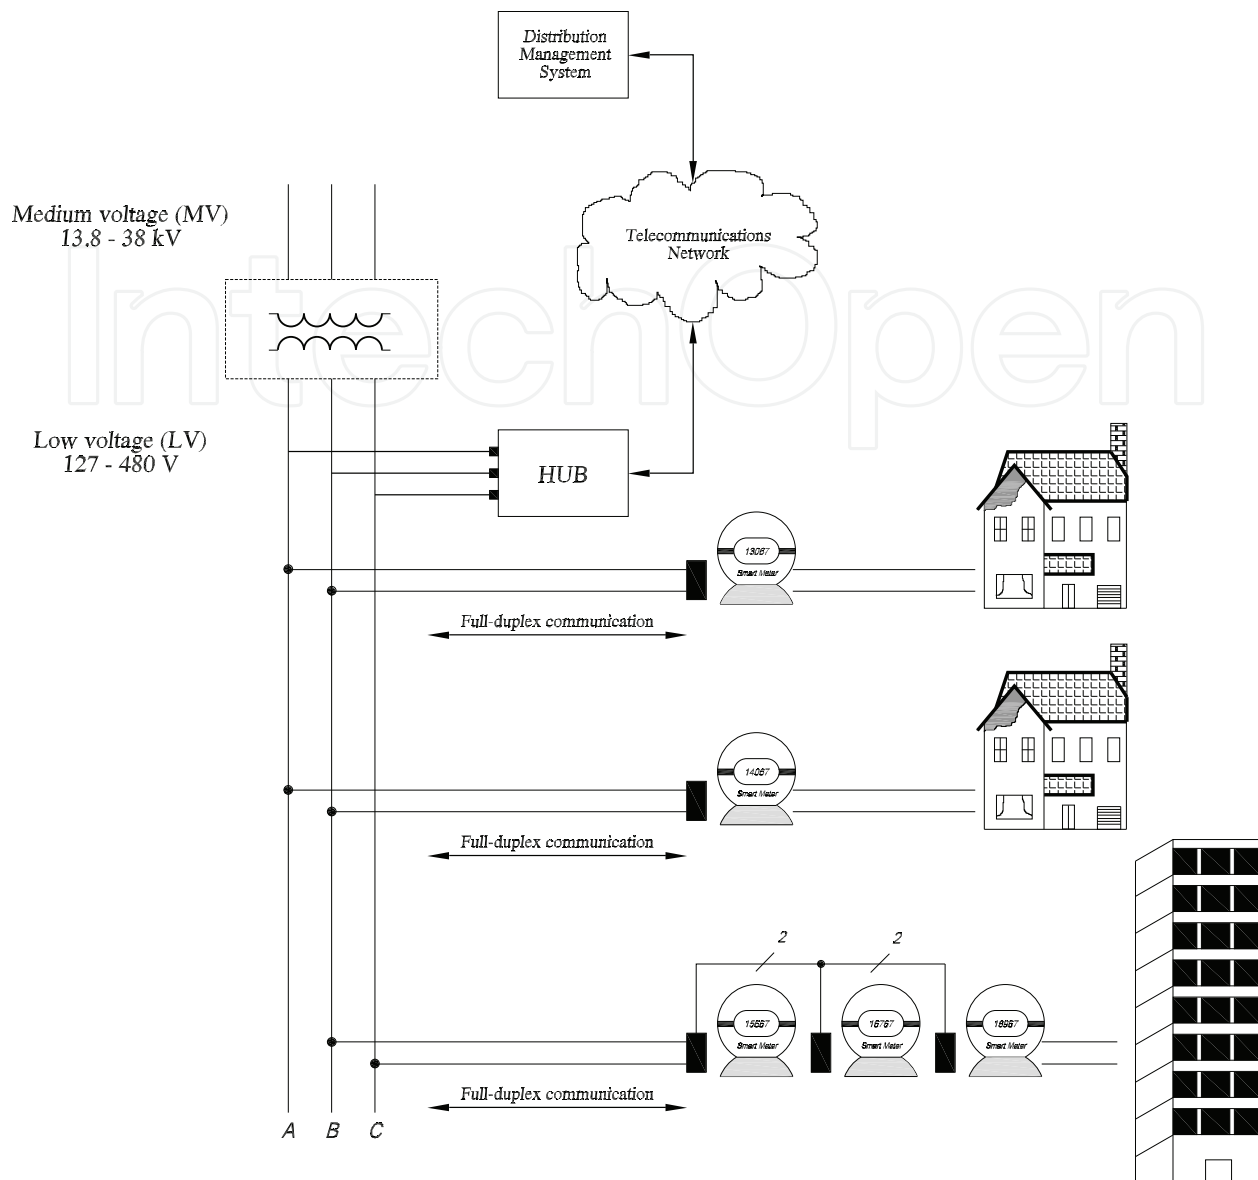 Distribution
Management
System
Medium voltage (MV)
13.8 - 38 kV
Telecommunications
Network
IntechOpen
Low voltage (LV)
127 - 480 V
HUB
13067
Smart Meter
Full-duplex communication
14067
Smart Meter
Full-duplex communication
2
2
15567
Smart Meter
16767
Smart Meter
18967
Smart Meter
Full-duplex communication
A B C